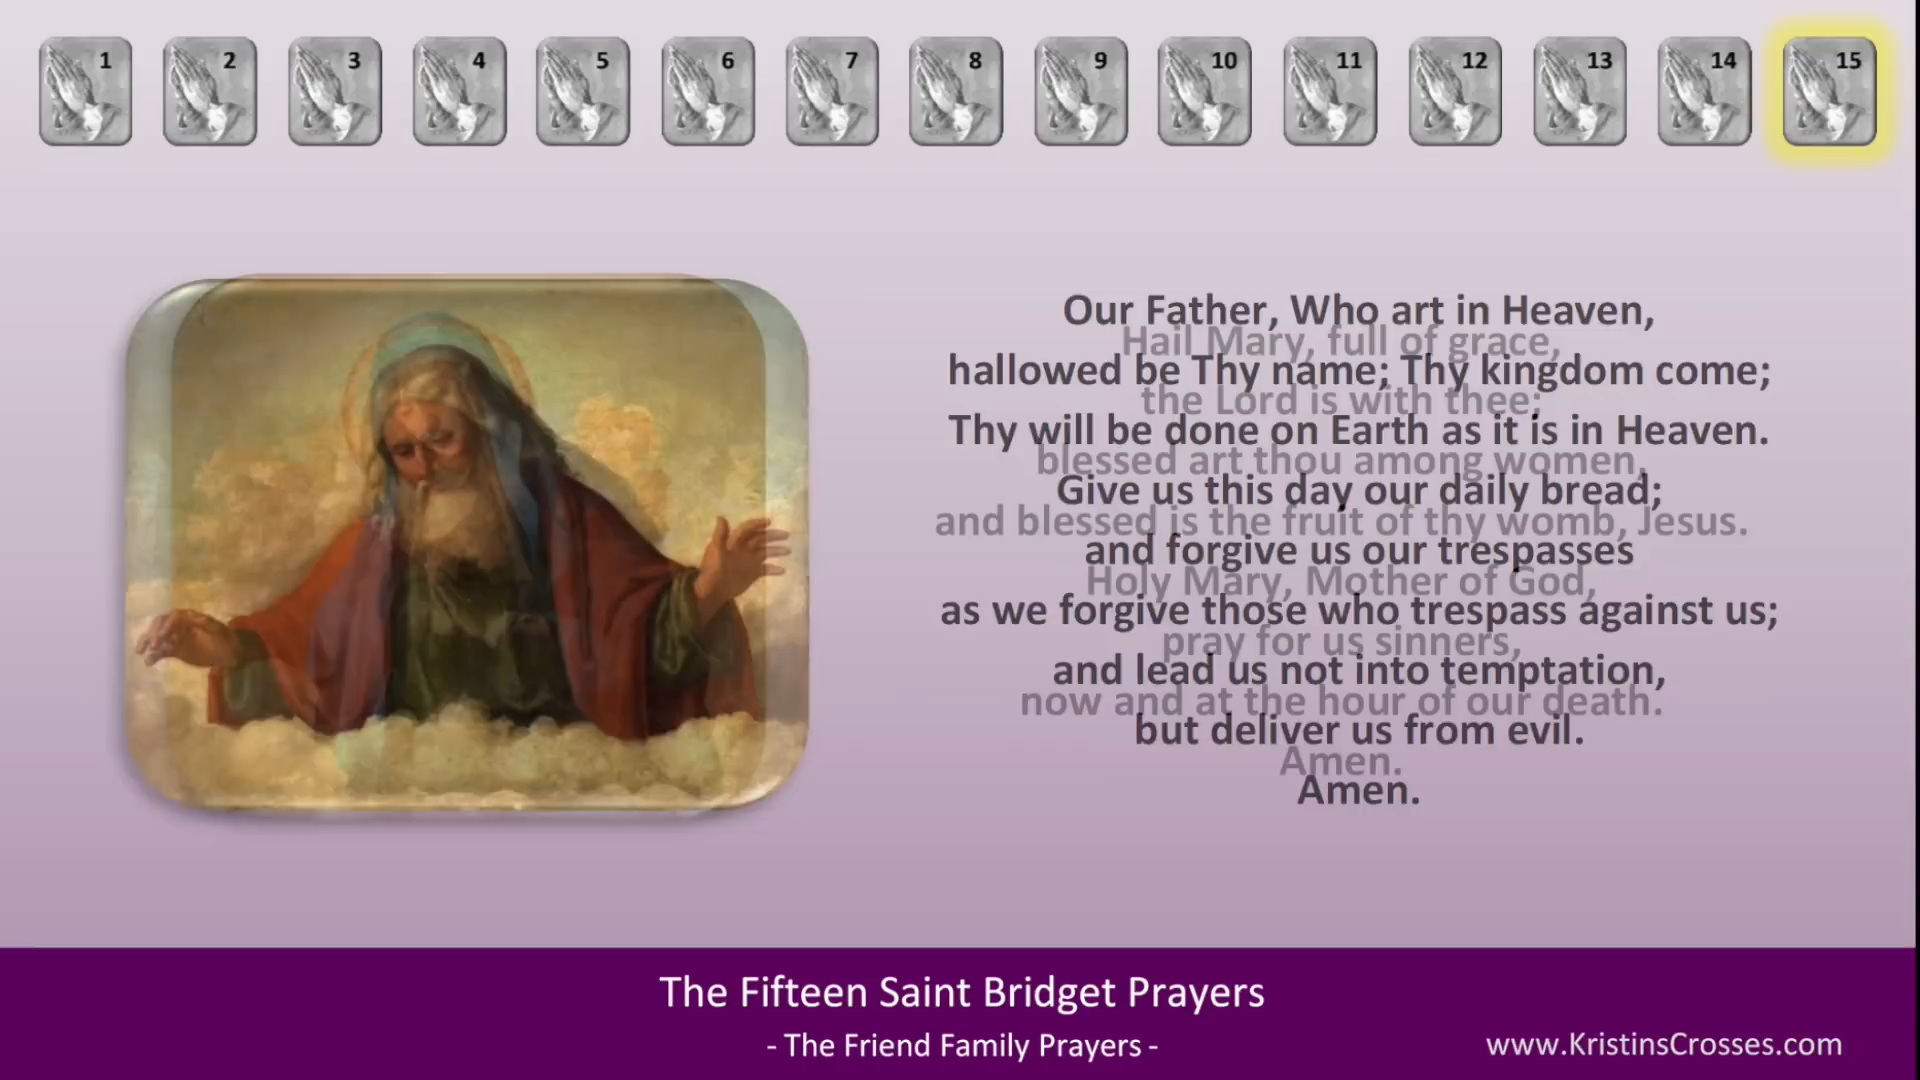 1 2 3 4 5 6 7 8 9 10 11 12 13 14 15
Our Father, Who art in Heaven,
hallowed be Thy name; Thy kingdom come;
Thy will be done on Earth as it is in Heaven.
Give us this day our daily bread;
and forgive us our trespasses
as we forgive those who trespass against us;
and lead us not into temptation,
but deliver us from evil.
Amen.
Hail Mary, full of grace,
the Lord is with thee;
blessed art thou among women,
and blessed is the fruit of thy womb, Jesus.
Holy Mary, Mother of God,
pray for us sinners,
now and at the hour of our death.
Amen.
The Fifteen Saint Bridget Prayers
- The Friend Family Prayers -
www.KristinsCrosses.com